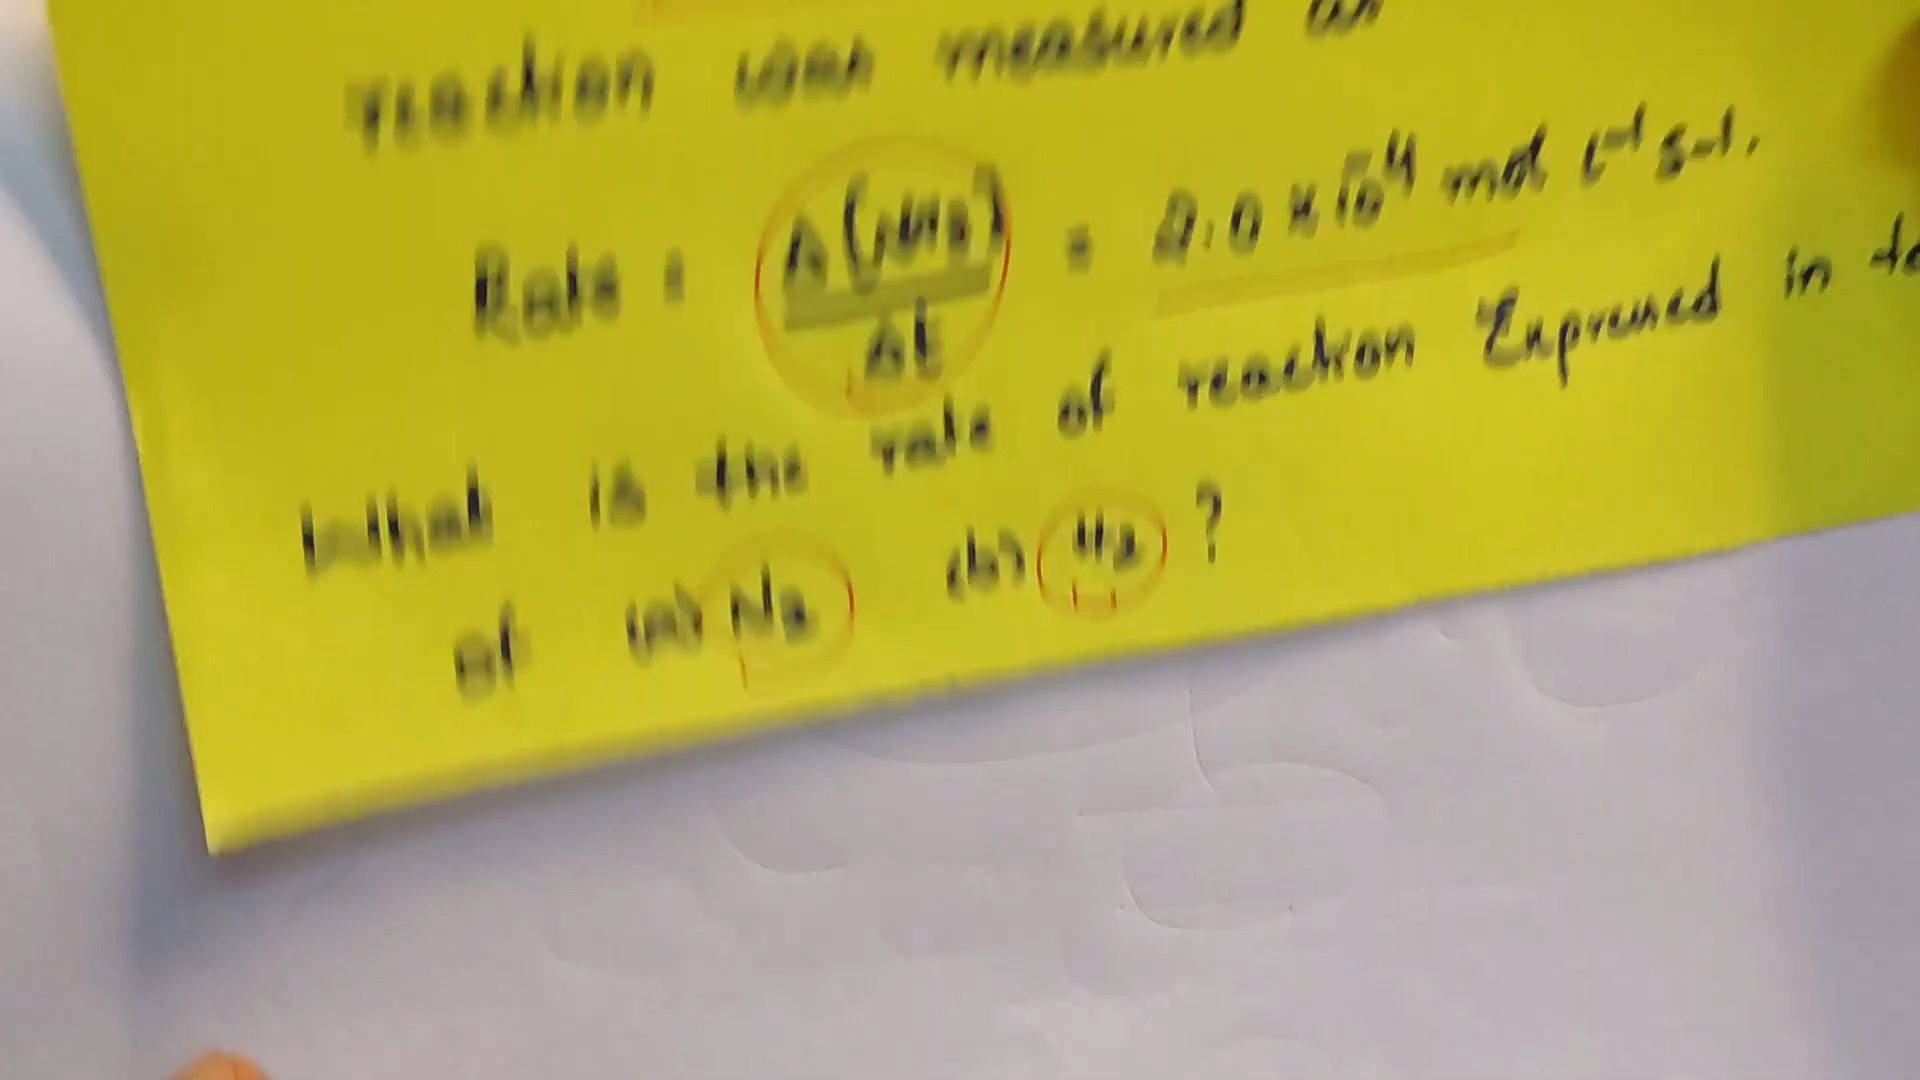 reaction was measured as
Rate = Δ(NH3) = 2.0 × 10-4 mol L-1 s-1.
Δt
What is the rate of reaction Expressed in
of (a) N2 (b) H2 ?